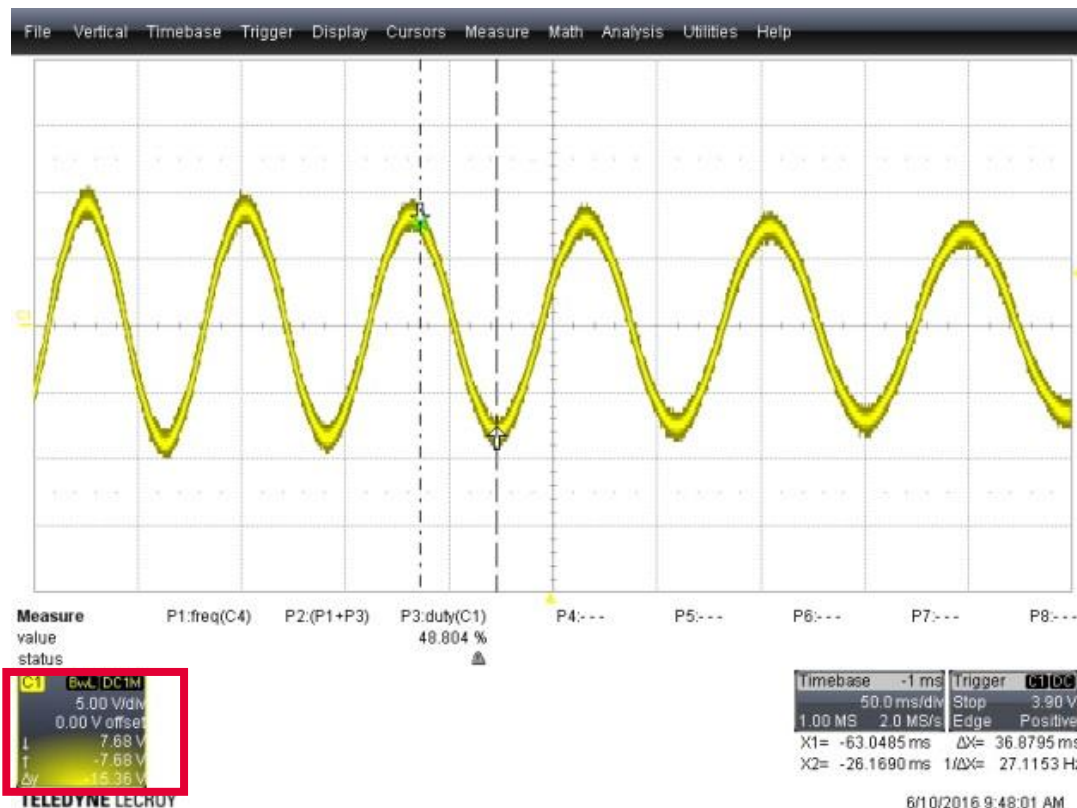 File Vertical Timebase Trigger Display Cursors Measure Math Analysis Utilities Help
Measure P1:freq(C4) P2:(P1+P3) P3:duty(C1) P4:- - - P5:- - - P6:- - - P7:- - - P8:- - -
value 48.804 %
status
C1 BwL DC1M
5.00 V/div
0.00 V offset
↓ 7.68 V
↑ -7.68 V
Δy -15.36 V
Timebase -1 ms
50.0 ms/div
1.00 MS 2.0 MS/s
Trigger C1 DC
Stop 3.90 V
Edge Positive
X1= -63.0485 ms ΔX= 36.8795 ms
X2= -26.1690 ms 1/ΔX= 27.1153 Hz
TELEDYNE LECROY
6/10/2016 9:48:01 AM